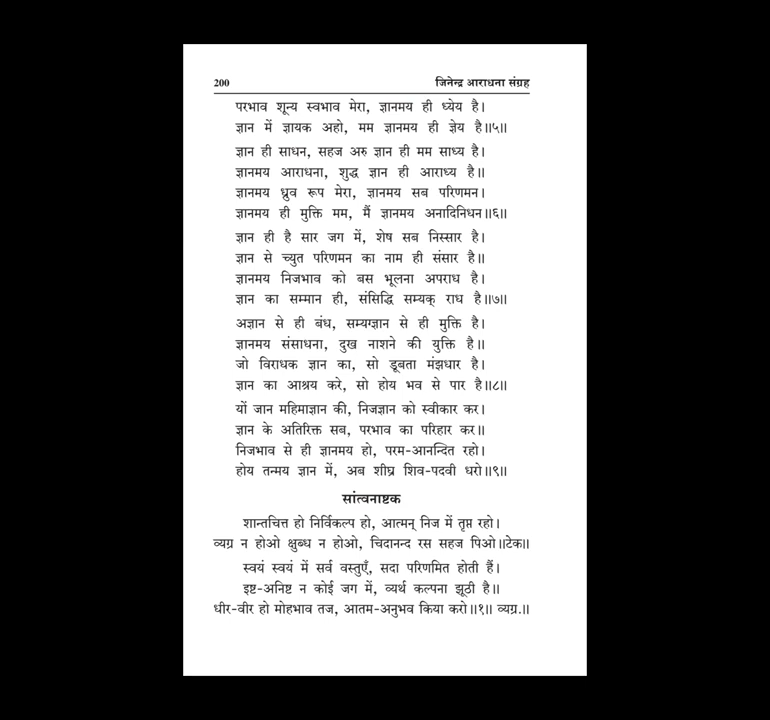 200 जिनेन्द्र आराधना संग्रह
परभाव शून्य स्वभाव मेरा, ज्ञानमय ही ध्येय है।
ज्ञान में ज्ञायक अहो, मम ज्ञानमय ही ज्ञेय है॥५॥
ज्ञान ही साधन, सहज अरु ज्ञान ही मम साध्य है।
ज्ञानमय आराधना, शुद्ध ज्ञान ही आराध्य है॥
ज्ञानमय ध्रुव रूप मेरा, ज्ञानमय सब परिणमन।
ज्ञानमय ही मुक्ति मम, मैं ज्ञानमय अनादिनिधन॥६॥
ज्ञान ही है सार जग में, शेष सब निस्सार है।
ज्ञान से च्युत परिणमन का नाम ही संसार है॥
ज्ञानमय निजभाव को बस भूलना अपराध है।
ज्ञान का सम्मान ही, संसिद्धि सम्यक् राध है॥७॥
अज्ञान से ही बंध, सम्यग्ज्ञान से ही मुक्ति है।
ज्ञानमय संसाधना, दुख नाशने की युक्ति है॥
जो विराधक ज्ञान का, सो डूबता मंझधार है।
ज्ञान का आश्रय करे, सो होय भव से पार है॥८॥
यों जान महिमाज्ञान की, निजज्ञान को स्वीकार कर।
ज्ञान के अतिरिक्त सब, परभाव का परिहार कर॥
निजभाव से ही ज्ञानमय हो, परम-आनन्दित रहो।
होय तन्मय ज्ञान में, अब शीघ्र शिव-पदवी धरो॥९॥
सांत्वनाष्टक
शान्तचित्त हो निर्विकल्प हो, आत्मन् निज में तृप्त रहो।
व्यग्र न होओ क्षुब्ध न होओ, चिदानन्द रस सहज पिओ॥टेक॥
स्वयं स्वयं में सर्व वस्तुएँ, सदा परिणमित होती हैं।
इष्ट-अनिष्ट न कोई जग में, व्यर्थ कल्पना झूठी है॥
धीर-वीर हो मोहभाव तज, आतम-अनुभव किया करो॥१॥ व्यग्र.॥